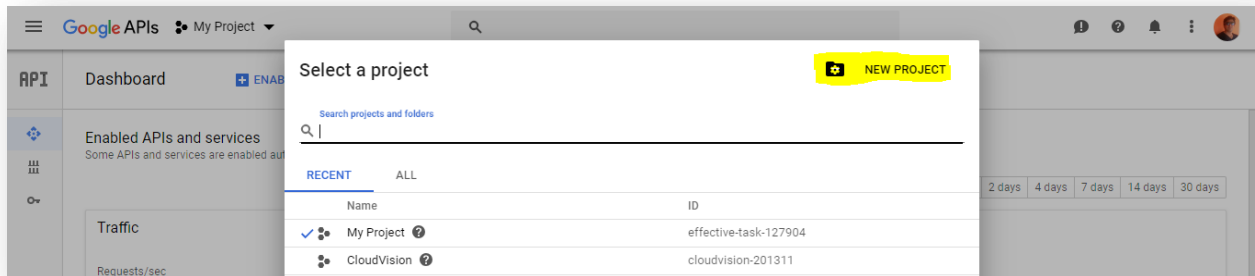 Google APIs My Project
Select a project NEW PROJECT
API Dashboard ENAB
Search projects and folders
Enabled APIs and services
Some APIs and services are enabled aut
RECENT ALL
2 days 4 days 7 days 14 days 30 days
Name ID
Traffic
My Project effective-task-127904
CloudVision cloudvision-201311
Requests/sec